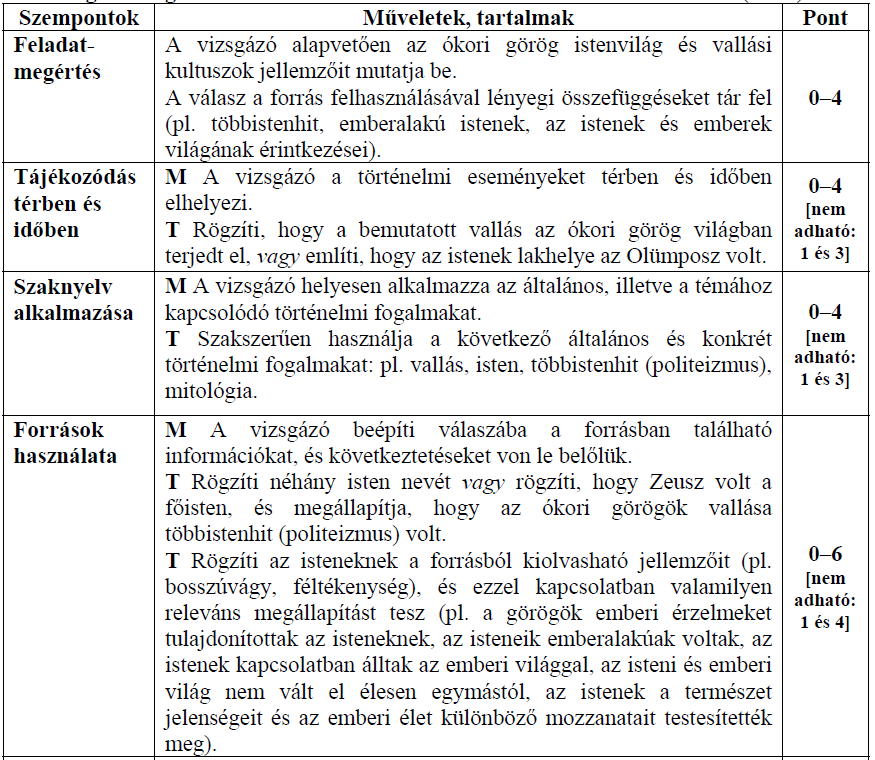 Szempontok Műveletek, tartalmak Pont
Feladat-
megértés
A vizsgázó alapvetően az ókori görög istenvilág és vallási
kultuszok jellemzőit mutatja be.
A válasz a forrás felhasználásával lényegi összefüggéseket tár fel
(pl. többistenhit, emberalakú istenek, az istenek és emberek
világának érintkezései).
0–4
Tájékozódás
térben és
időben
M A vizsgázó a történelmi eseményeket térben és időben
elhelyezi.
T Rögzíti, hogy a bemutatott vallás az ókori görög világban
terjedt el, vagy említi, hogy az istenek lakhelye az Olümposz volt.
0–4
[nem
adható:
1 és 3]
Szaknyelv
alkalmazása
M A vizsgázó helyesen alkalmazza az általános, illetve a témához
kapcsolódó történelmi fogalmakat.
T Szakszerűen használja a következő általános és konkrét
történelmi fogalmakat: pl. vallás, isten, többistenhit (politeizmus),
mitológia.
0–4
[nem
adható:
1 és 3]
Források
használata
M A vizsgázó beépíti válaszába a forrásban található
információkat, és következtetéseket von le belőlük.
T Rögzíti néhány isten nevét vagy rögzíti, hogy Zeusz volt a
főisten, és megállapítja, hogy az ókori görögök vallása
többistenhit (politeizmus) volt.
T Rögzíti az isteneknek a forrásból kiolvasható jellemzőit (pl.
bosszúvágy, féltékenység), és ezzel kapcsolatban valamilyen
releváns megállapítást tesz (pl. a görögök emberi érzelmeket
tulajdonítottak az isteneknek, az isteneik emberalakúak voltak, az
istenek kapcsolatban álltak az emberi világgal, az isteni és emberi
világ nem vált el élesen egymástól, az istenek a természet
jelenségeit és az emberi élet különböző mozzanatait testesítették
meg).
0–6
[nem
adható:
1 és 4]